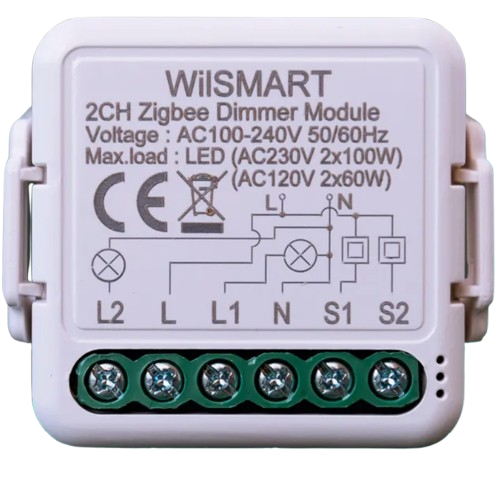 WilSMART
2CH Zigbee Dimmer Module
Voltage : AC100-240V 50/60Hz
Max.load : LED (AC230V 2x100W)
(AC120V 2x60W)
CE
L N
L2 L L1 N S1 S2